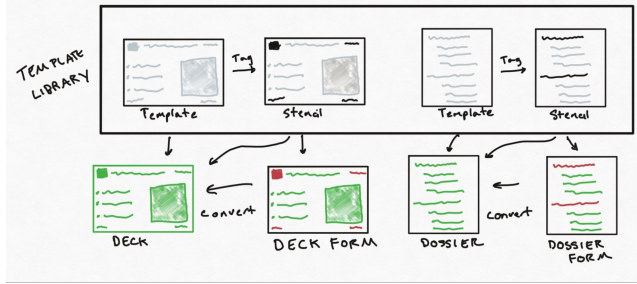 TEMPLATE
LIBRARY
Tag
Template
Stencil
Tag
Template
Stencil
convert
DECK
DECK FORM
convert
DOSSIER
DOSSIER
FORM